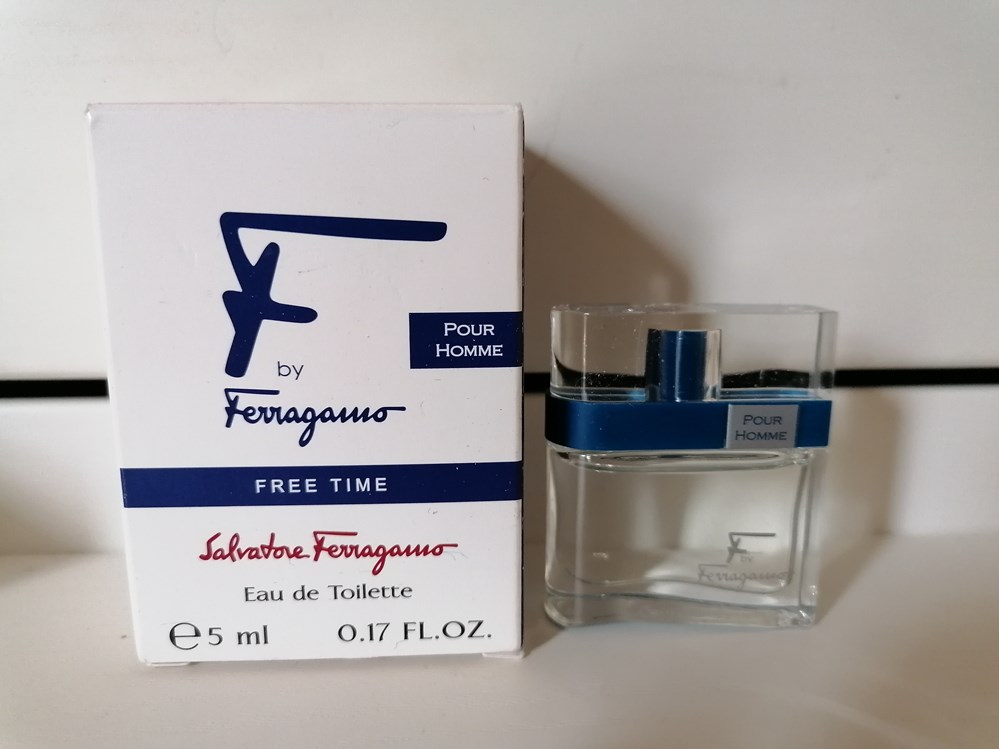 F
by
Ferragamo
POUR
HOMME
FREE TIME
Salvatore Ferragamo
Eau de Toilette
℮ 5 ml 0.17 FL.OZ.
POUR
HOMME
F
by
Ferragamo